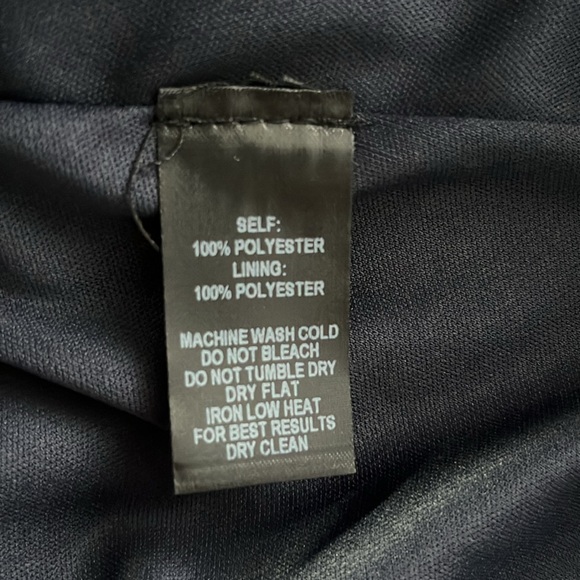 SELF:
100% POLYESTER
LINING:
100% POLYESTER
MACHINE WASH COLD
DO NOT BLEACH
DO NOT TUMBLE DRY
DRY FLAT
IRON LOW HEAT
FOR BEST RESULTS
DRY CLEAN